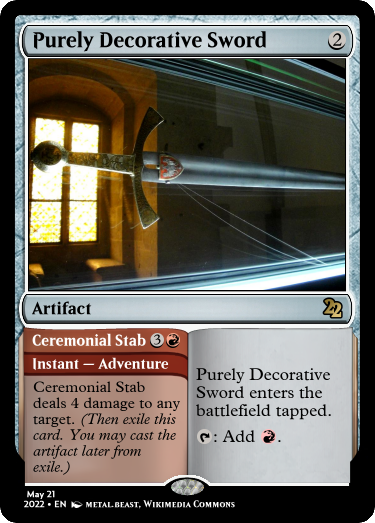 Purely Decorative Sword 2
Artifact 22
Ceremonial Stab 3
Instant — Adventure
Ceremonial Stab
deals 4 damage to any
target. (Then exile this
card. You may cast the
artifact later from
exile.)
Purely Decorative
Sword enters the
battlefield tapped.
: Add .
May 21
2022 • EN METAL.BEAST, WIKIMEDIA COMMONS